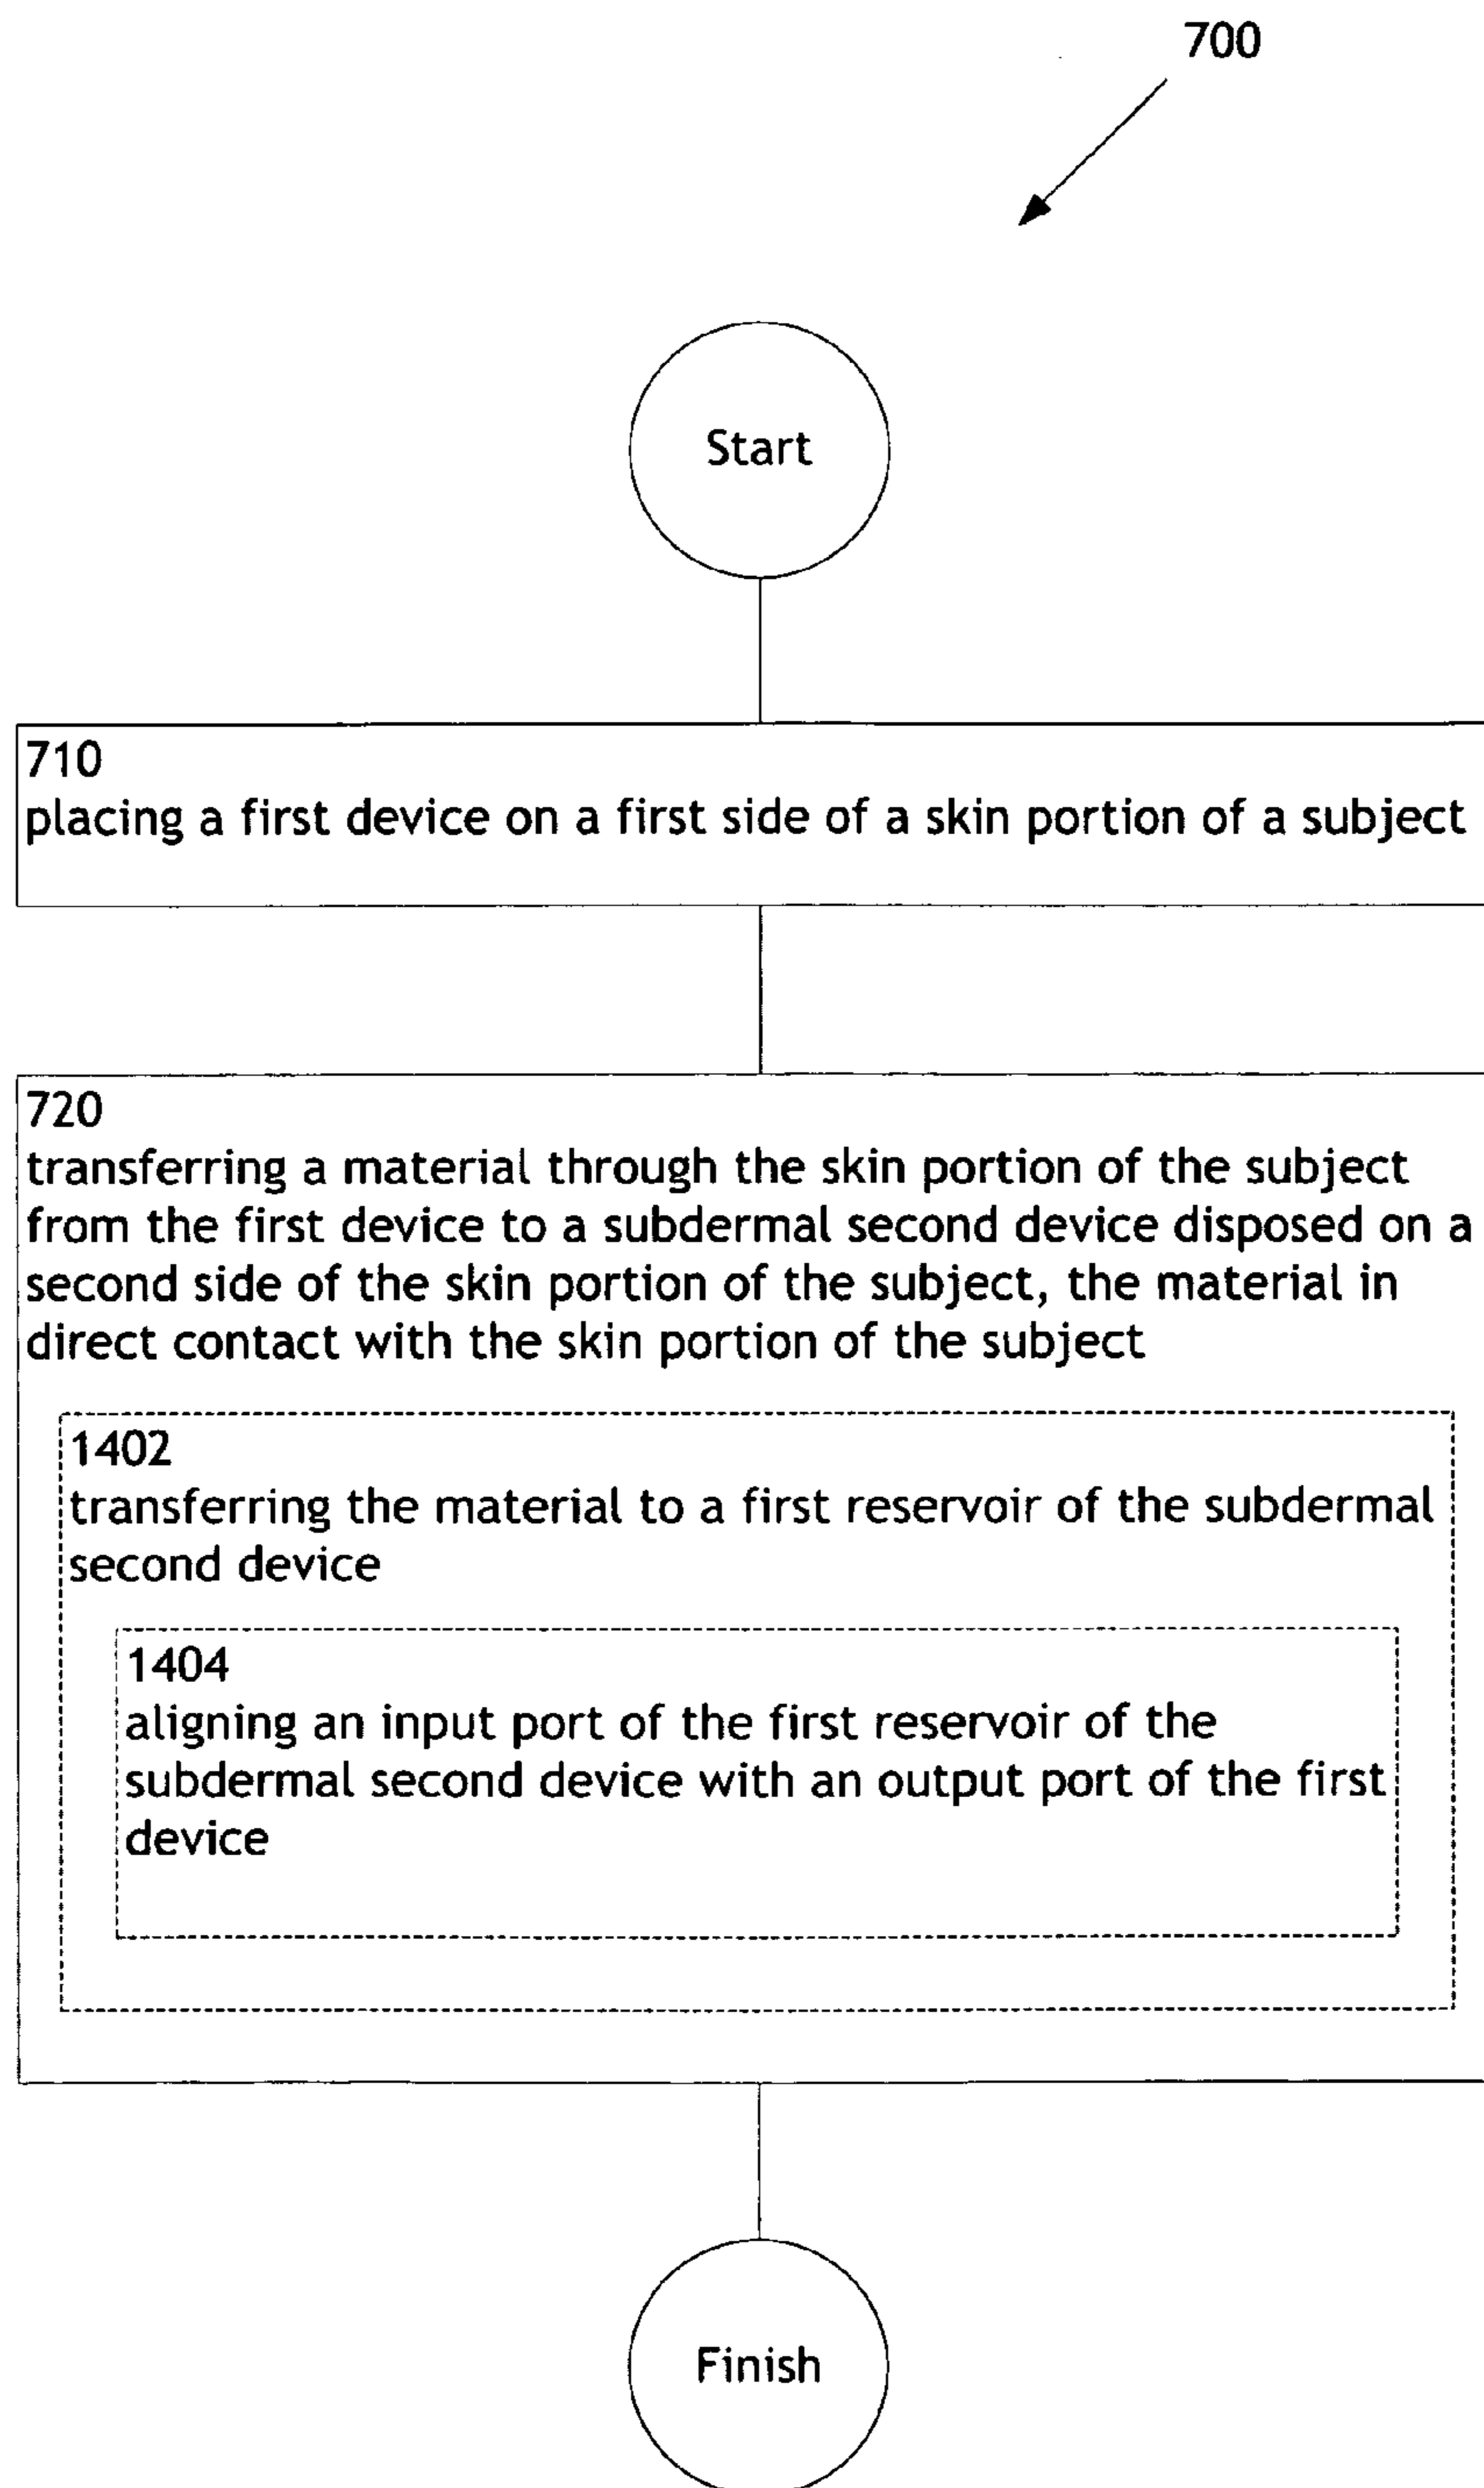 700
Start
710
placing a first device on a first side of a skin portion of a subject
720
transferring a material through the skin portion of the subject
from the first device to a subdermal second device disposed on a
second side of the skin portion of the subject, the material in
direct contact with the skin portion of the subject
1402
transferring the material to a first reservoir of the subdermal
second device
1404
aligning an input port of the first reservoir of the
subdermal second device with an output port of the first
device
Finish